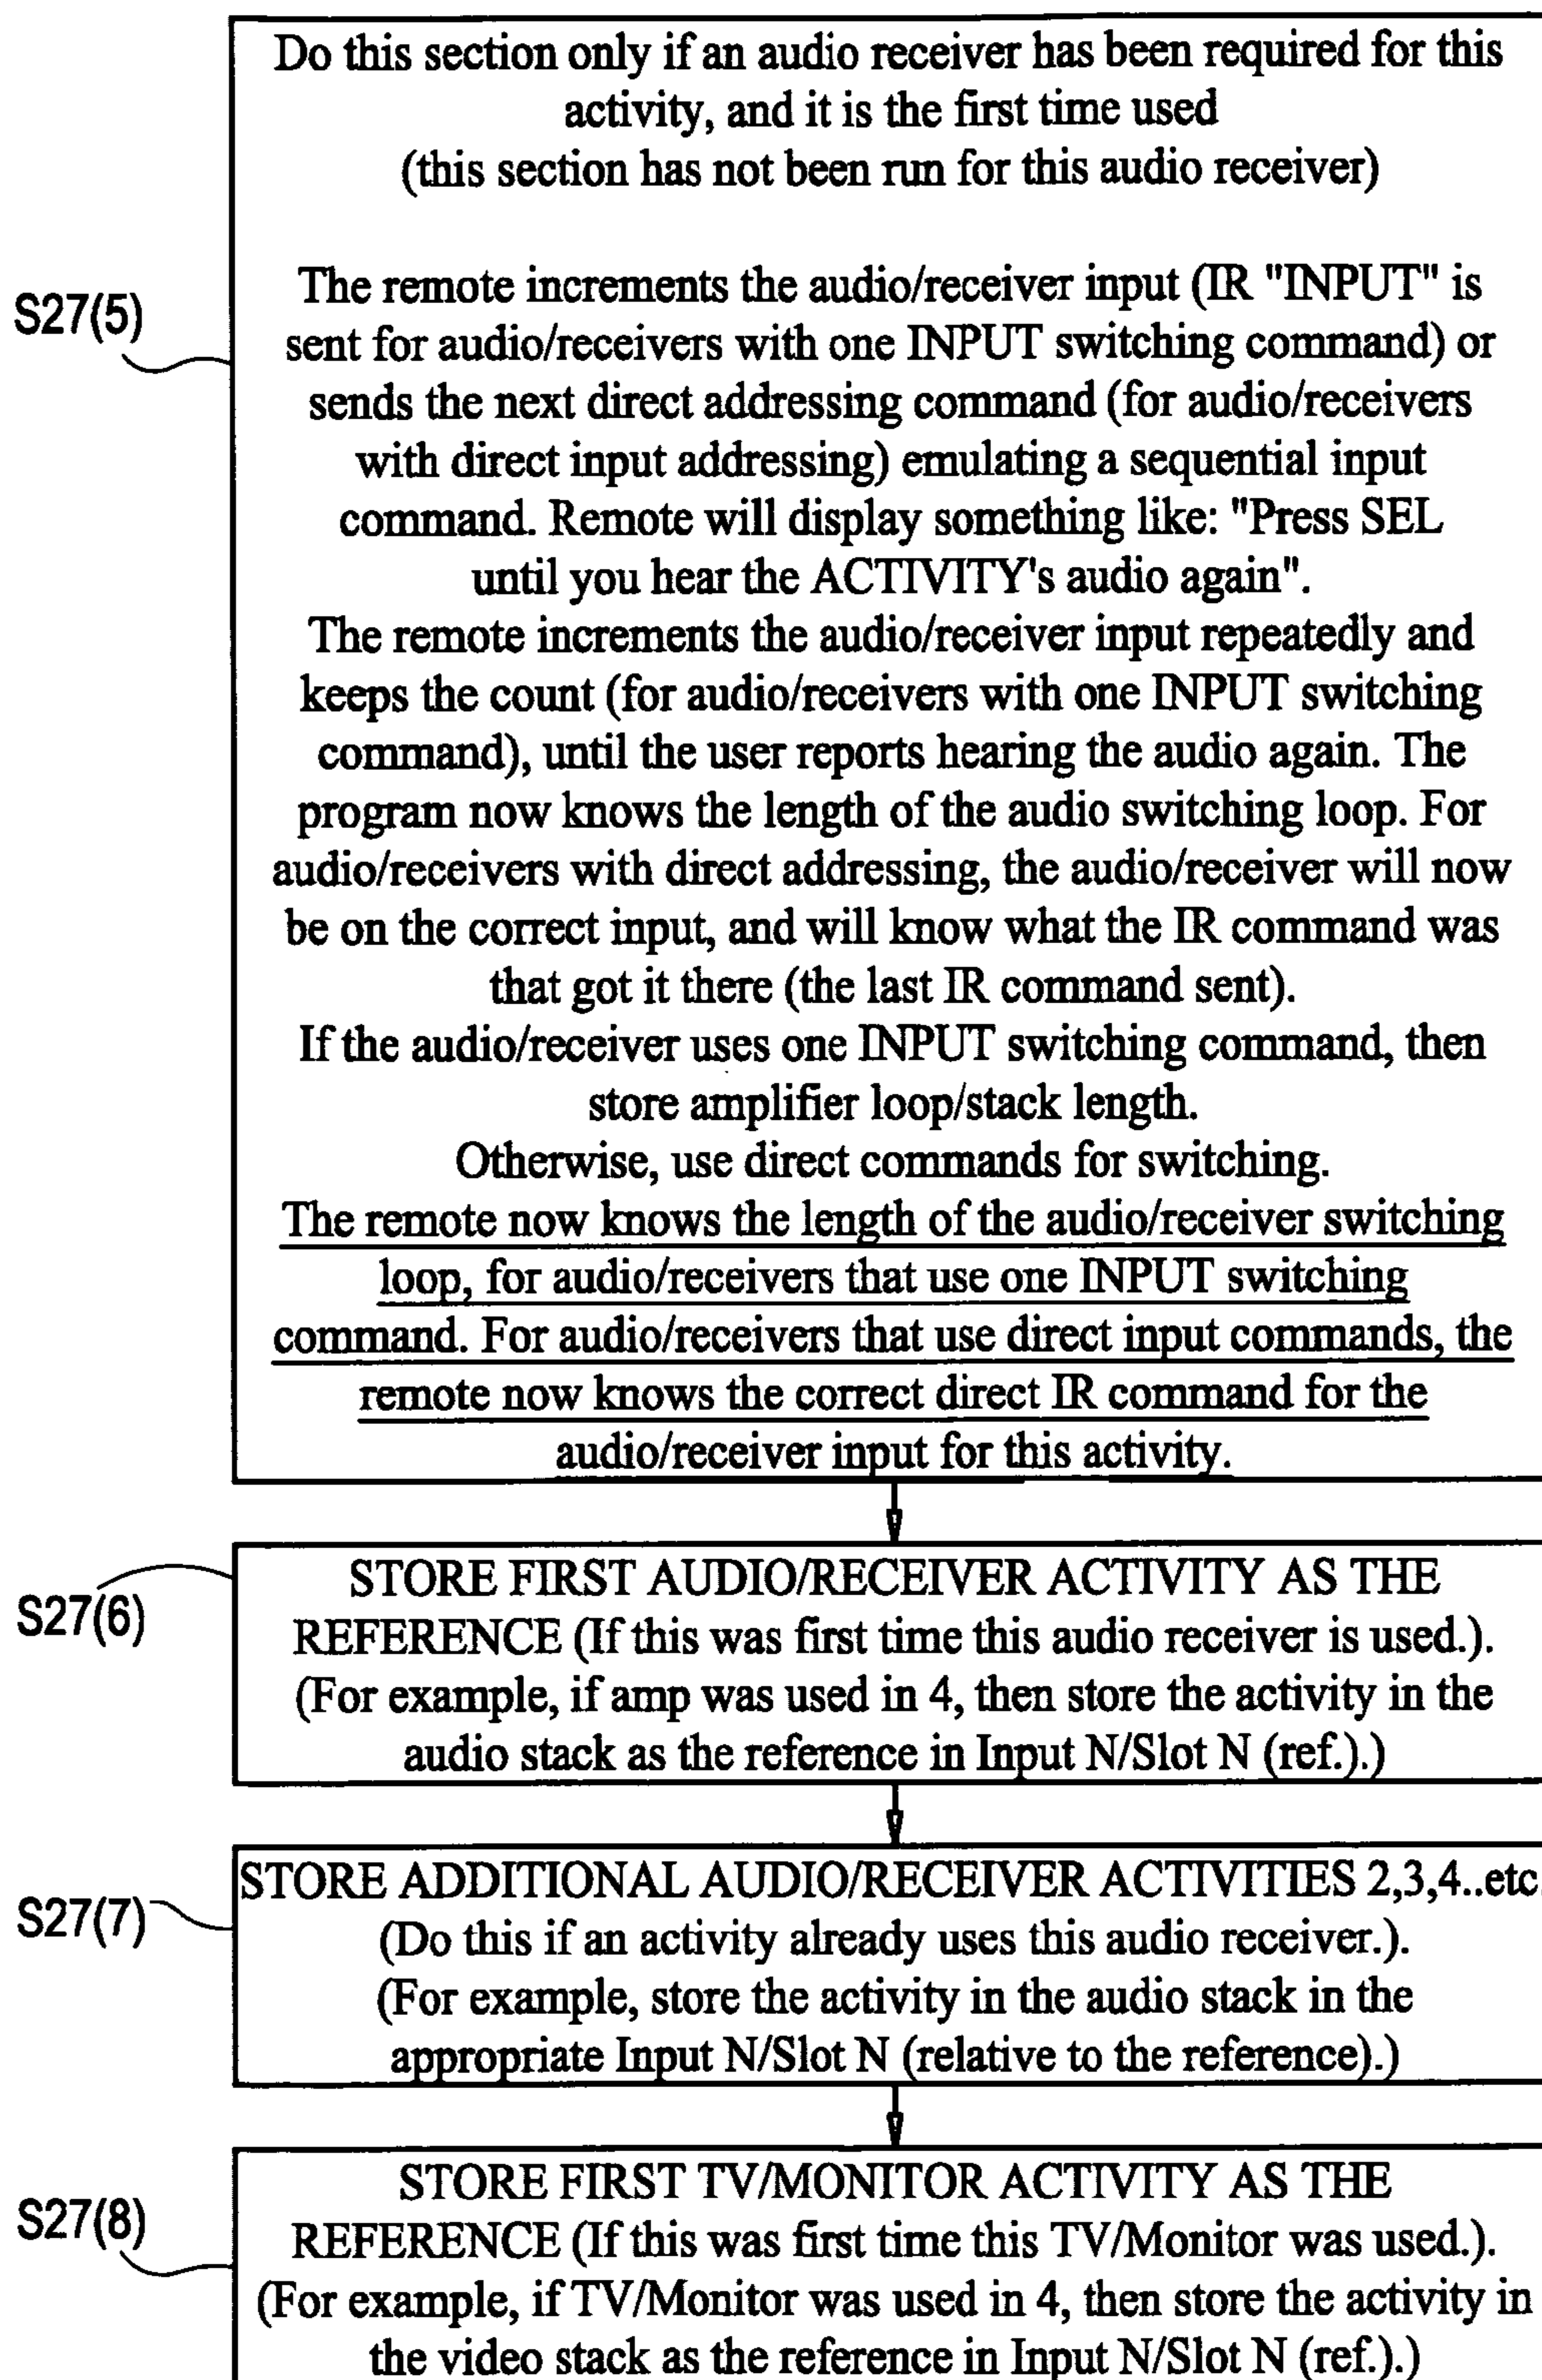 Do this section only if an audio receiver has been required for this
activity, and it is the first time used
(this section has not been run for this audio receiver)
S27(5)
The remote increments the audio/receiver input (IR "INPUT" is
sent for audio/receivers with one INPUT switching command) or
sends the next direct addressing command (for audio/receivers
with direct input addressing) emulating a sequential input
command. Remote will display something like: "Press SEL
until you hear the ACTIVITY's audio again".
The remote increments the audio/receiver input repeatedly and
keeps the count (for audio/receivers with one INPUT switching
command), until the user reports hearing the audio again. The
program now knows the length of the audio switching loop. For
audio/receivers with direct addressing, the audio/receiver will now
be on the correct input, and will know what the IR command was
that got it there (the last IR command sent).
If the audio/receiver uses one INPUT switching command, then
store amplifier loop/stack length.
Otherwise, use direct commands for switching.
The remote now knows the length of the audio/receiver switching
loop, for audio/receivers that use one INPUT switching
command. For audio/receivers that use direct input commands, the
remote now knows the correct direct IR command for the
audio/receiver input for this activity.
S27(6)
STORE FIRST AUDIO/RECEIVER ACTIVITY AS THE
REFERENCE (If this was first time this audio receiver is used.).
(For example, if amp was used in 4, then store the activity in the
audio stack as the reference in Input N/Slot N (ref.).)
S27(7)
STORE ADDITIONAL AUDIO/RECEIVER ACTIVITIES 2,3,4..etc.
(Do this if an activity already uses this audio receiver.).
(For example, store the activity in the audio stack in the
appropriate Input N/Slot N (relative to the reference).)
S27(8)
STORE FIRST TV/MONITOR ACTIVITY AS THE
REFERENCE (If this was first time this TV/Monitor was used.).
(For example, if TV/Monitor was used in 4, then store the activity in
the video stack as the reference in Input N/Slot N (ref.).)